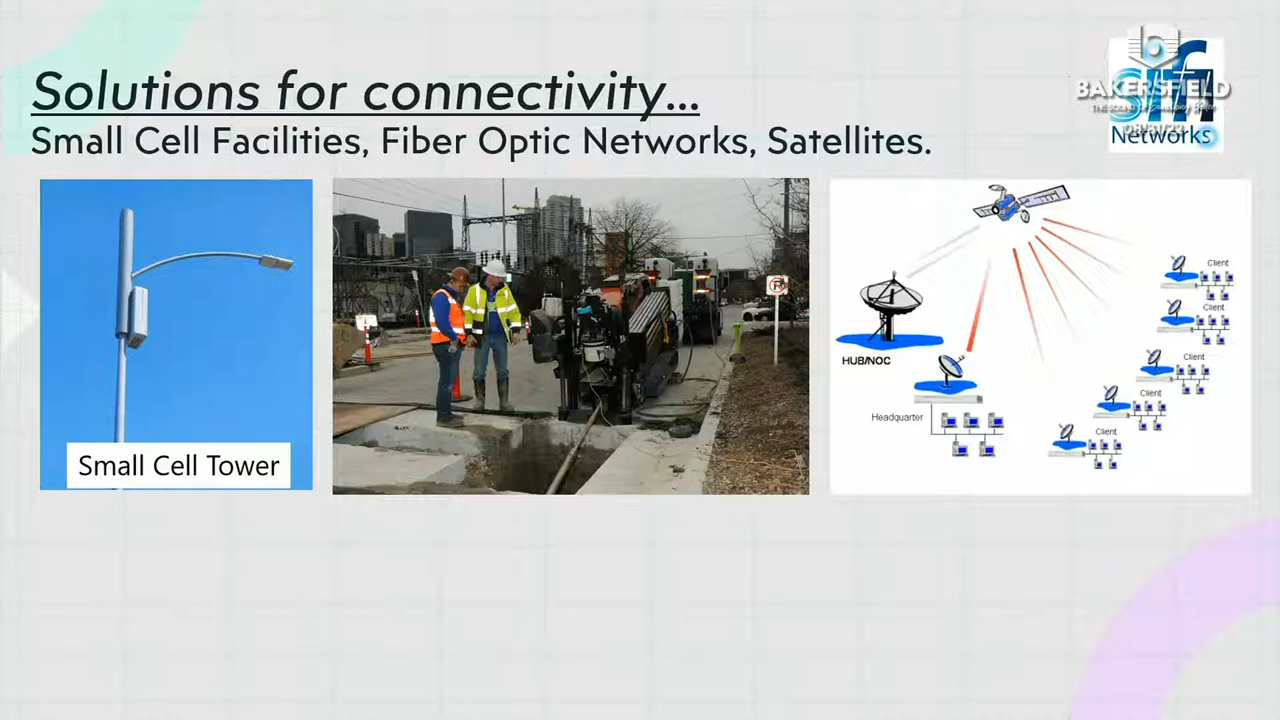 Solutions for connectivity...
Small Cell Facilities, Fiber Optic Networks, Satellites.
BAKERSFIELD
Networks
Small Cell Tower
HUB/NOC
Headquarter
Client
Client
Client
Client
Client